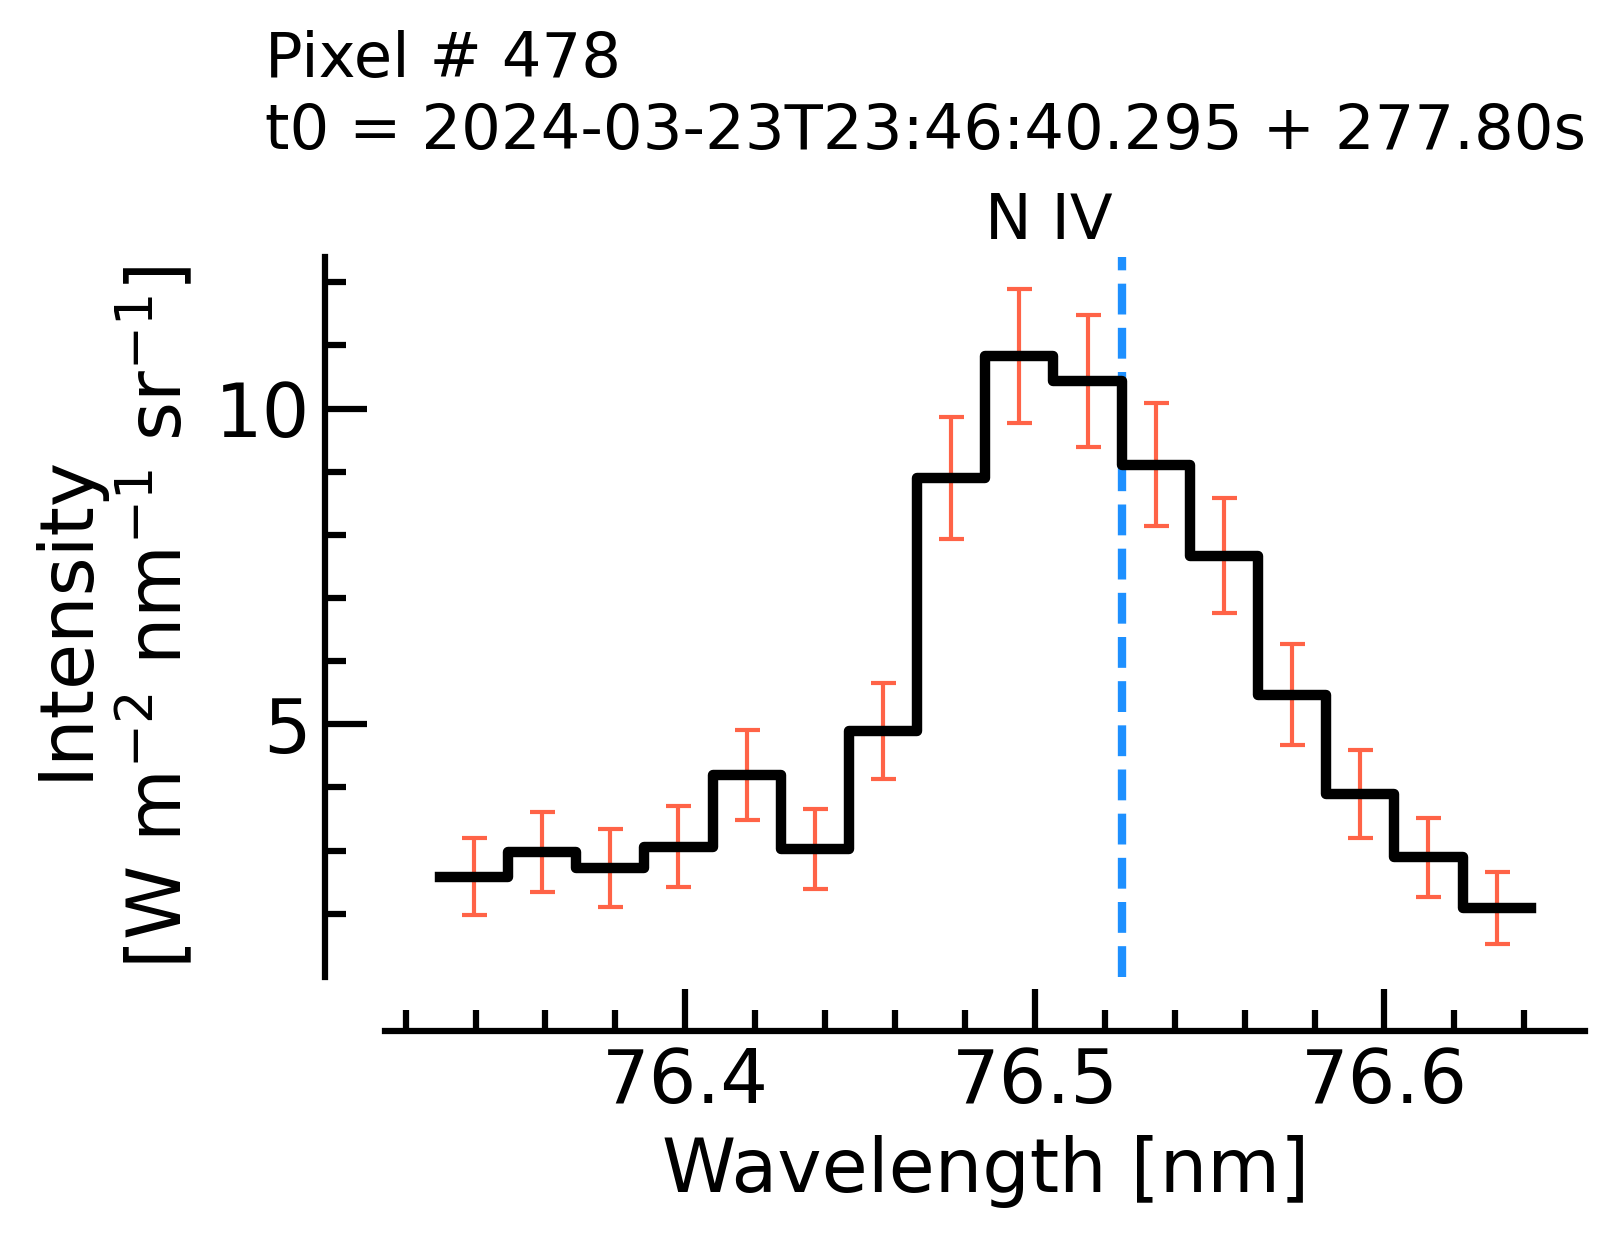 Pixel # 478
t0 = 2024-03-23T23:46:40.295 + 277.80s
N IV
Intensity
[W m⁻² nm⁻¹ sr⁻¹]
10
5
76.4 76.5 76.6
Wavelength [nm]